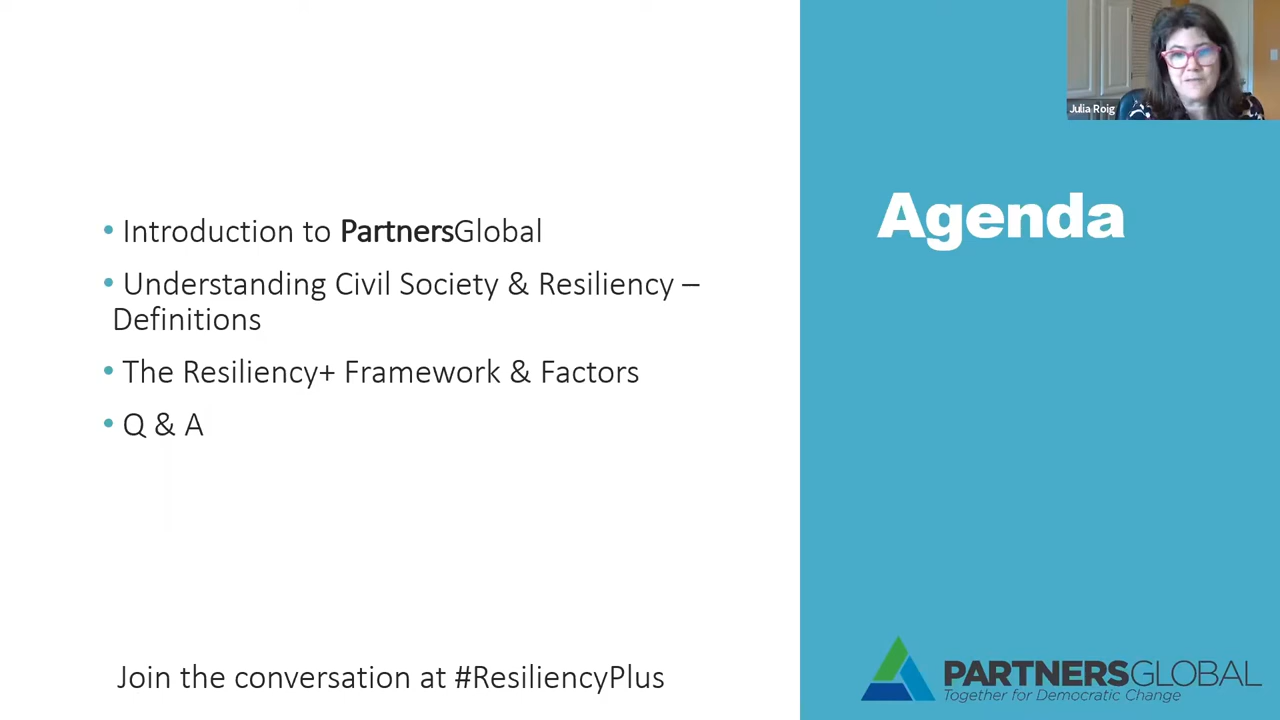 Julia Roig
Agenda
• Introduction to PartnersGlobal
• Understanding Civil Society & Resiliency –
Definitions
• The Resiliency+ Framework & Factors
• Q & A
Join the conversation at #ResiliencyPlus
PARTNERSGLOBAL
Together for Democratic Change